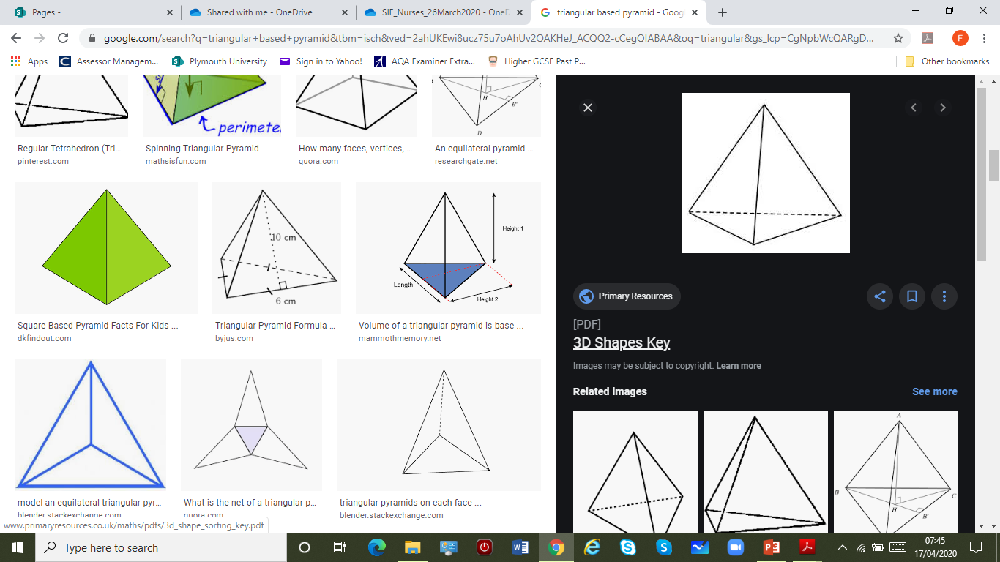 Pages -
Shared with me - OneDrive
SIF_Nurses_26March2020 - OneD
triangular based pyramid - Goog
google.com/search?q=triangular+based+pyramid&tbm=isch&ved=2ahUKEwi8ucz75u7oAhUv2OAKHeJ_ACQQ2-cCegQIABAA&oq=triangular&gs_lcp=CgNpbWcQARgD...
F
Apps
Assessor Managem...
Plymouth University
Sign in to Yahoo!
AQA Examiner Extra...
Higher GCSE Past P...
Other bookmarks
perimete
H
B'
D
Regular Tetrahedron (Tri...
pinterest.com
Spinning Triangular Pyramid
mathsisfun.com
How many faces, vertices, ...
quora.com
An equilateral pyramid ...
researchgate.net
10 cm
6 cm
Height 1
Length
Height 2
Square Based Pyramid Facts For Kids ...
dkfindout.com
Triangular Pyramid Formula ...
byjus.com
Volume of a triangular pyramid is base ...
mammothmemory.net
model an equilateral triangular pyr...
blender.stackexchange.com
What is the net of a triangular p...
quora.com
triangular pyramids on each face ...
blender.stackexchange.com
Primary Resources
[PDF]
3D Shapes Key
Images may be subject to copyright. Learn more
Related images
See more
A
B
C
H
B'
www.primaryresources.co.uk/maths/pdfs/3d_shape_sorting_key.pdf
Type here to search
07:45
17/04/2020